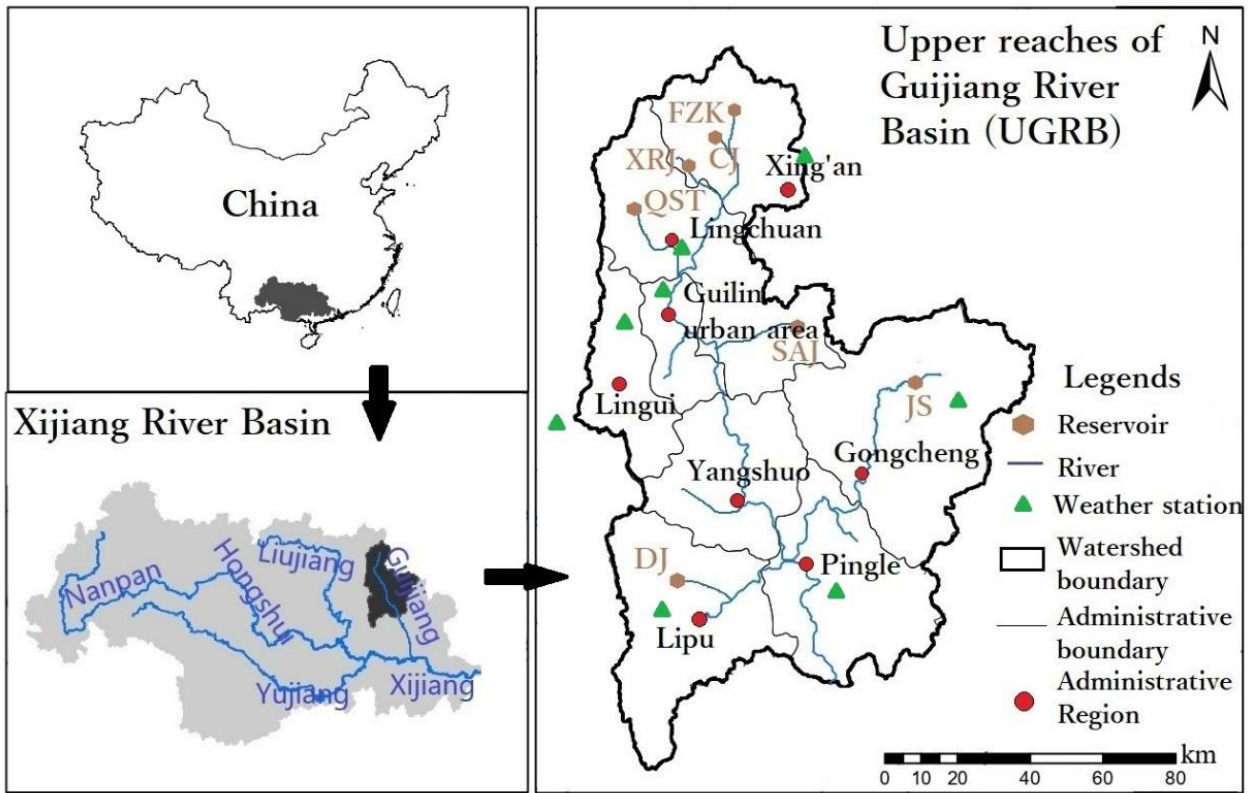 China
Xijiang River Basin
Nanpan
Hongshui
Liujiang
Guijiang
Yujiang
Xijiang
Upper reaches of
Guijiang River
Basin (UGRB)
N
FZK
CJ
XRJ
Xing'an
QST
Lingchuan
Guilin
urban area
SAJ
Lingui
JS
Gongcheng
Yangshuo
DJ
Pingle
Lipu
Legends
Reservoir
River
Weather station
Watershed
boundary
Administrative
boundary
Administrative
Region
km
0 10 20 40 60 80